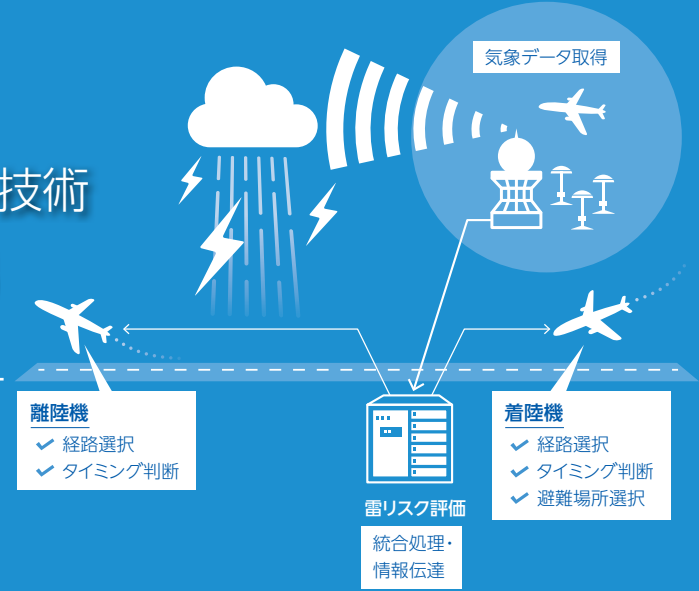 気象データ取得
技術
離陸機
経路選択
タイミング判断
着陸機
経路選択
タイミング判断
避難場所選択
雷リスク評価
統合処理・
情報伝達